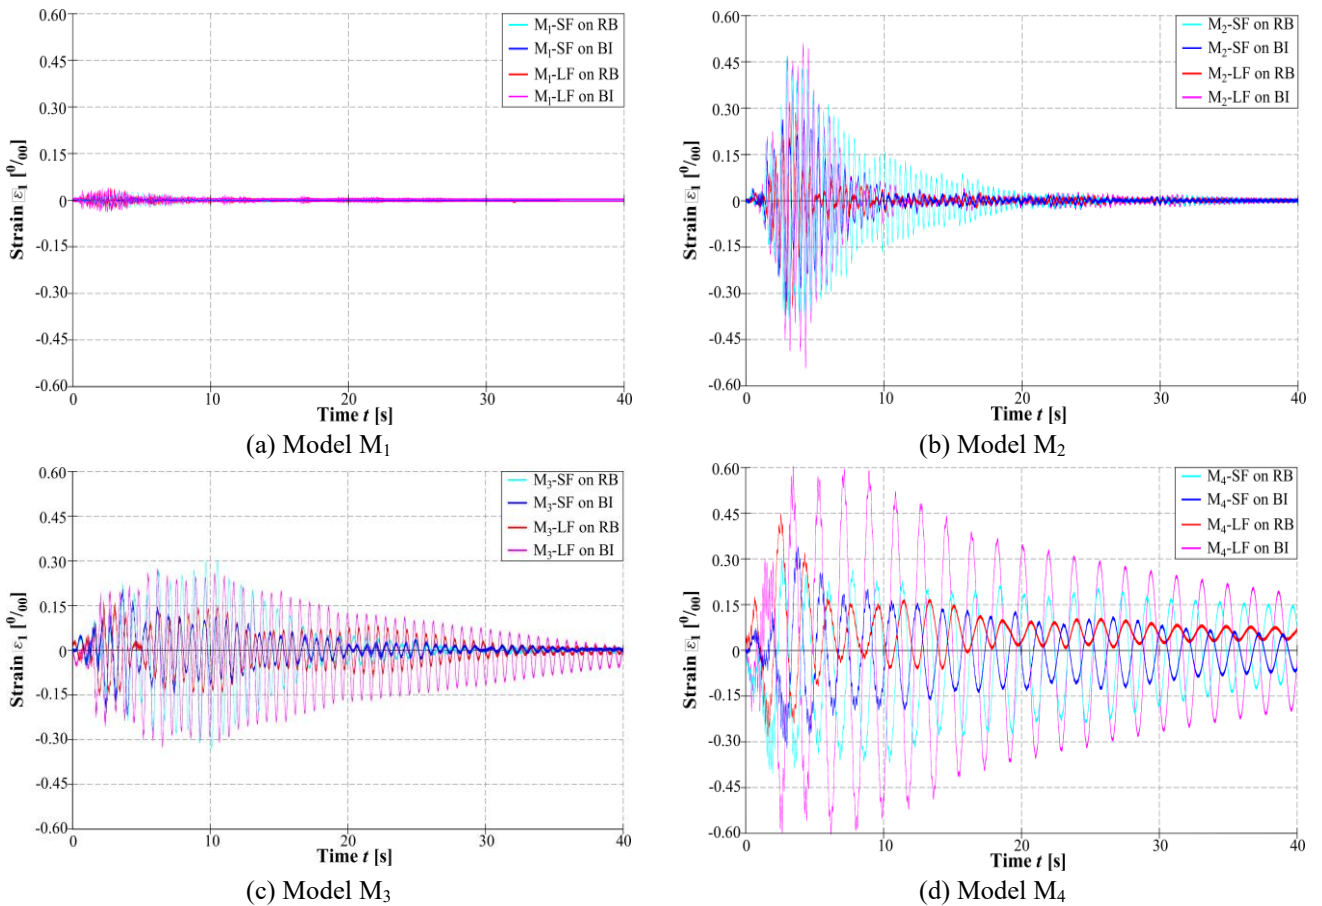 0.60
0.45
0.30
0.15
0
-0.15
-0.30
-0.45
-0.60
Strain ε₁ [⁰/₀₀]
M₁-SF on RB
M₁-SF on BI
M₁-LF on RB
M₁-LF on BI
0 10 20 30 40
Time t [s]
(a) Model M₁
0.60
0.45
0.30
0.15
0
-0.15
-0.30
-0.45
-0.60
Strain ε₁ [⁰/₀₀]
M₂-SF on RB
M₂-SF on BI
M₂-LF on RB
M₂-LF on BI
0 10 20 30 40
Time t [s]
(b) Model M₂
0.60
0.45
0.30
0.15
0
-0.15
-0.30
-0.45
-0.60
Strain ε₁ [⁰/₀₀]
M₃-SF on RB
M₃-SF on BI
M₃-LF on RB
M₃-LF on BI
0 10 20 30 40
Time t [s]
(c) Model M₃
0.60
0.45
0.30
0.15
0
-0.15
-0.30
-0.45
-0.60
Strain ε₁ [⁰/₀₀]
M₄-SF on RB
M₄-SF on BI
M₄-LF on RB
M₄-LF on BI
0 10 20 30 40
Time t [s]
(d) Model M₄